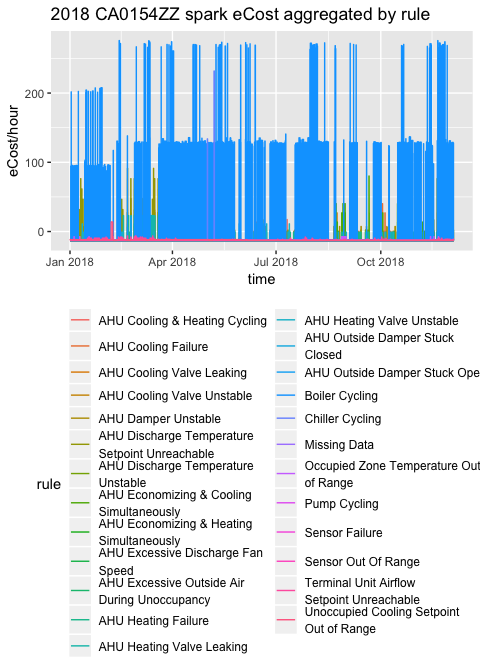 2018 CA0154ZZ spark eCost aggregated by rule
eCost/hour
200
100
0
Jan 2018
Apr 2018
Jul 2018
Oct 2018
time
rule
AHU Cooling & Heating Cycling
AHU Cooling Failure
AHU Cooling Valve Leaking
AHU Cooling Valve Unstable
AHU Damper Unstable
AHU Discharge Temperature
Setpoint Unreachable
AHU Discharge Temperature
Unstable
AHU Economizing & Cooling
Simultaneously
AHU Economizing & Heating
Simultaneously
AHU Excessive Discharge Fan
Speed
AHU Excessive Outside Air
During Unoccupancy
AHU Heating Failure
AHU Heating Valve Leaking
AHU Heating Valve Unstable
AHU Outside Damper Stuck
Closed
AHU Outside Damper Stuck Ope
Boiler Cycling
Chiller Cycling
Missing Data
Occupied Zone Temperature Out
of Range
Pump Cycling
Sensor Failure
Sensor Out Of Range
Terminal Unit Airflow
Setpoint Unreachable
Unoccupied Cooling Setpoint
Out of Range